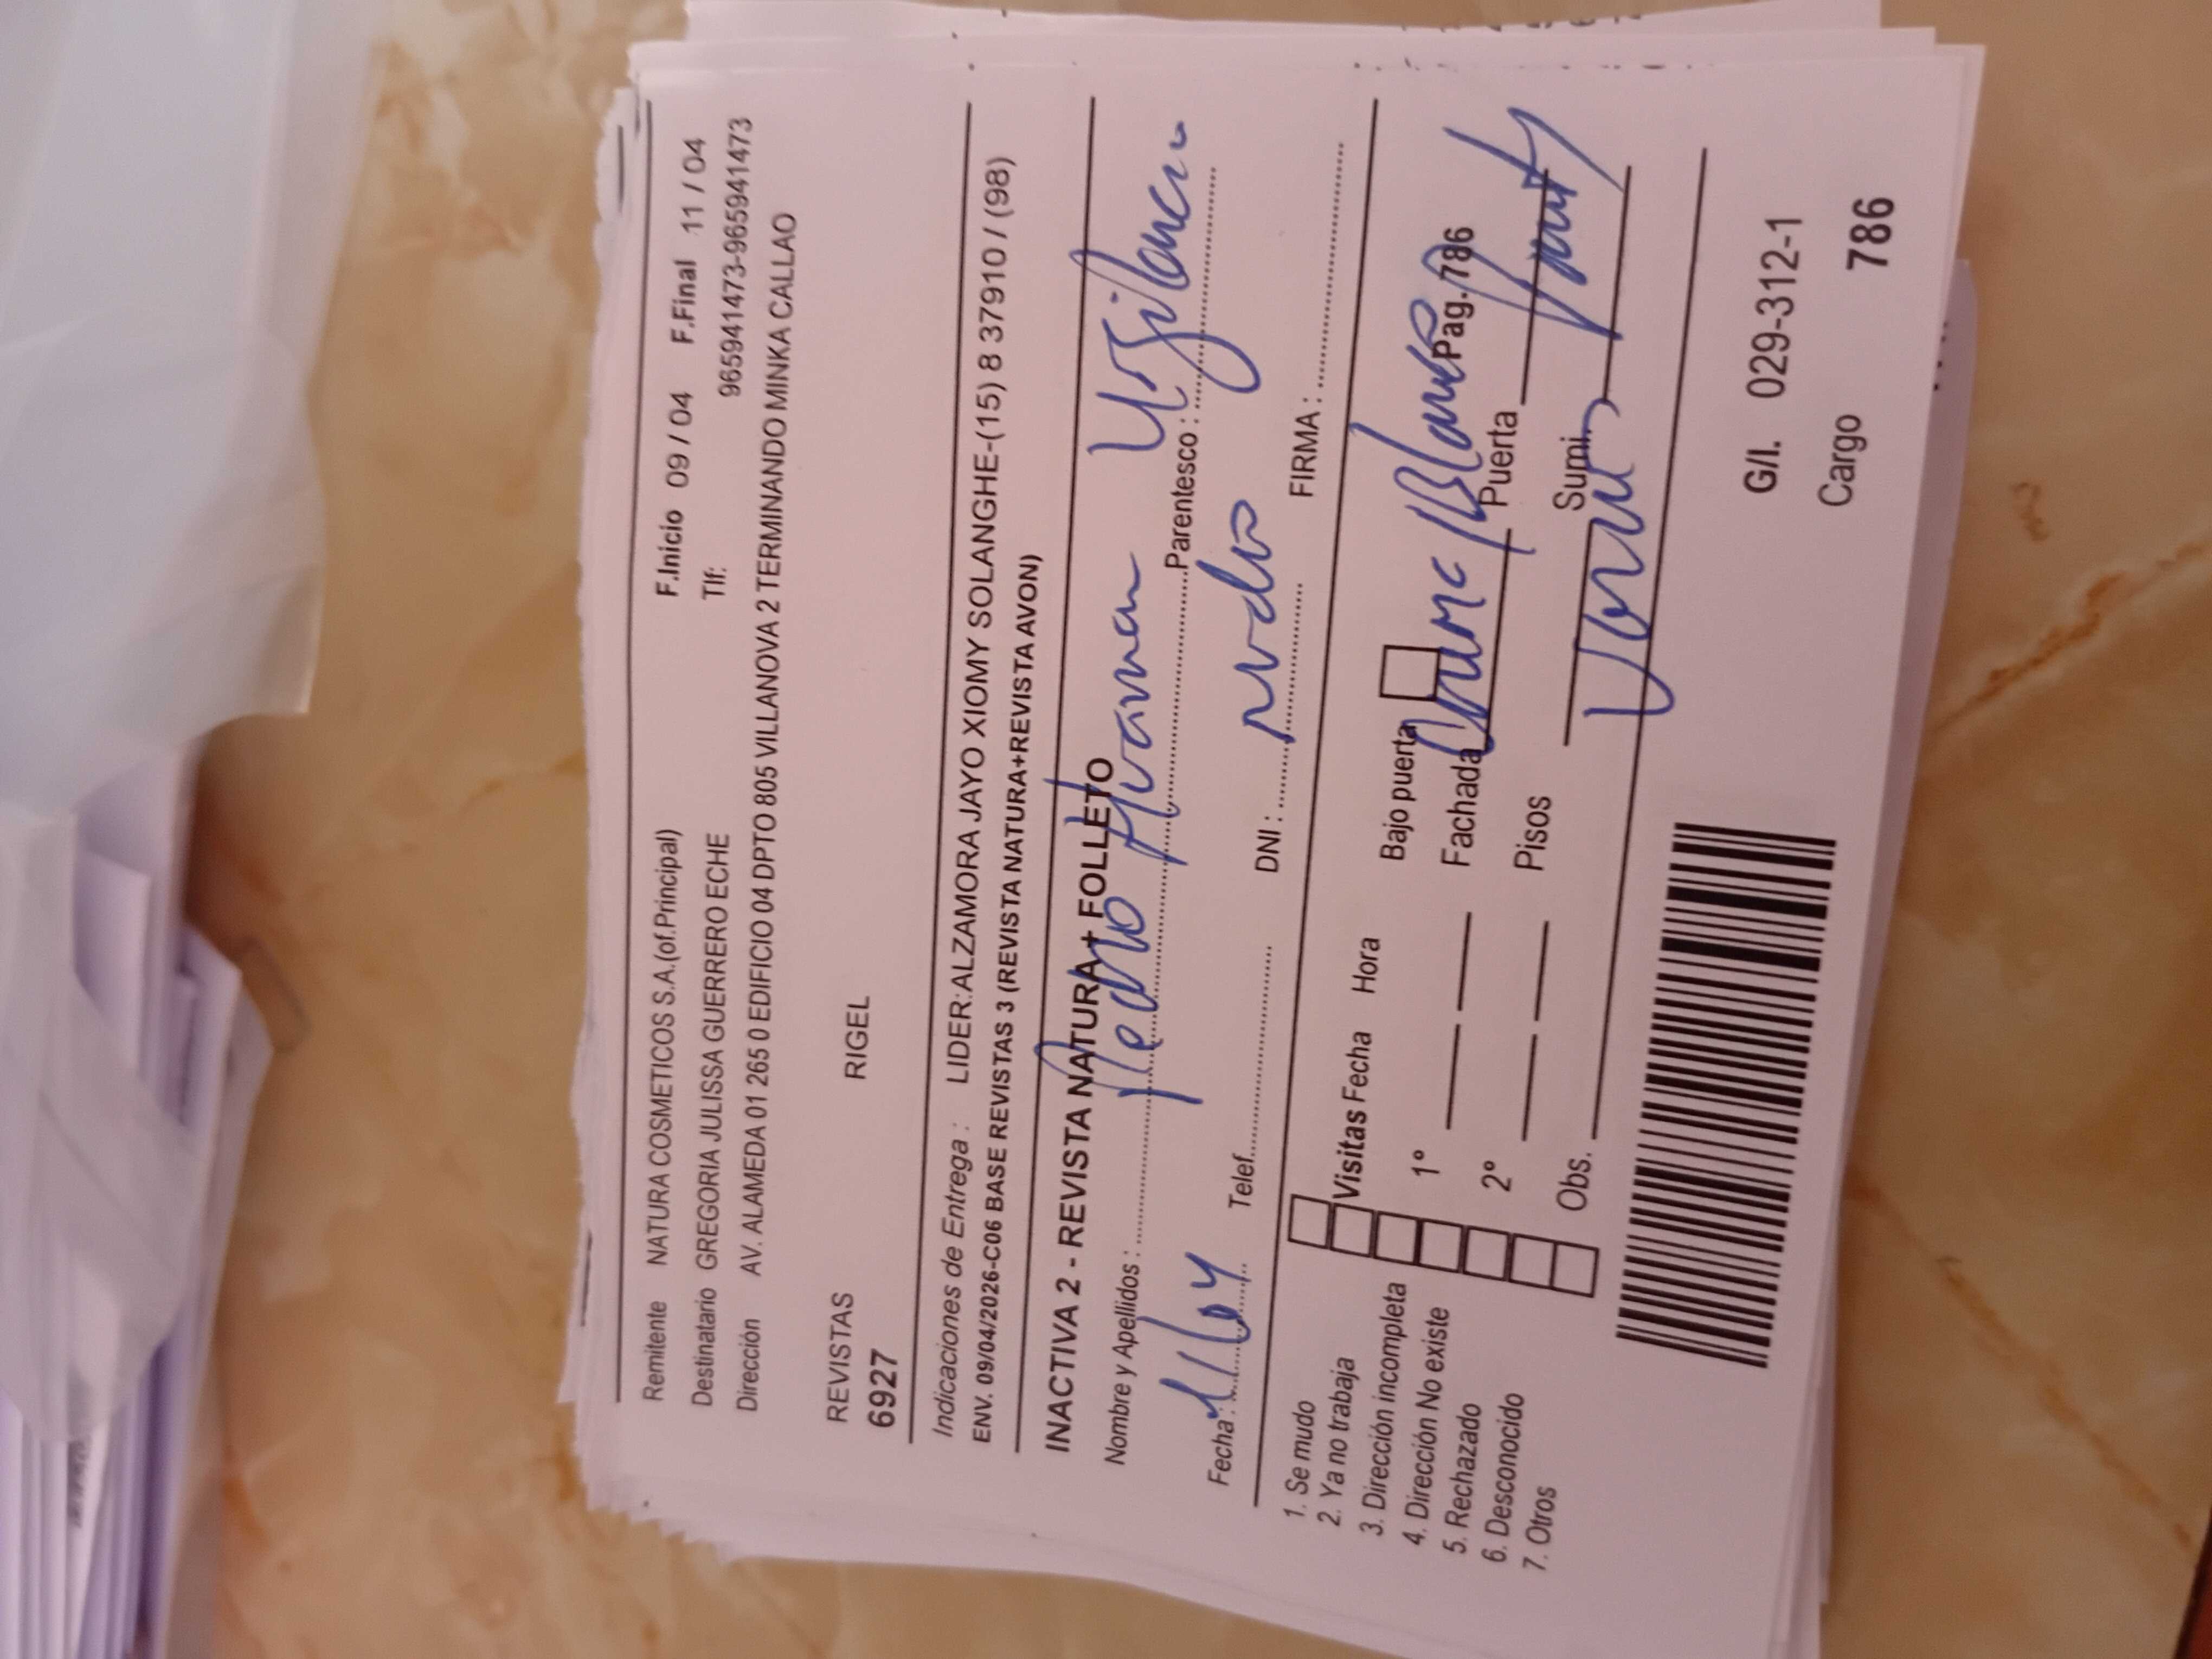 Remitente NATURA COSMETICOS S.A.(of.Principal) F.Inicio 09 / 04 F.Final 11 / 04
Destinatario GREGORIA JULISSA GUERRERO ECHE Tlf: 965941473-965941473
Dirección AV. ALAMEDA 01 265 0 EDIFICIO 04 DPTO 805 VILLANOVA 2 TERMINANDO MINKA CALLAO
REVISTAS RIGEL
6927
Indicaciones de Entrega : LIDER:ALZAMORA JAYO XIOMY SOLANGHE-(15) 8 37910 / (98)
ENV. 09/04/2026-C06 BASE REVISTAS 3 (REVISTA NATURA+REVISTA AVON)
INACTIVA 2 - REVISTA NATURA+ FOLLETO
Nombre y Apellidos : Pedro Huaman Parentesco : Vigilancia
Fecha : 11/04 Telef. DNI : FIRMA :
1. Se mudo
2. Ya no trabaja
3. Dirección incompleta
4. Dirección No existe
5. Rechazado
6. Desconocido
7. Otros
Visitas Fecha Hora Bajo puerta
1° Fachada Blanco Pag.786
2° Pisos Puerta
Obs. Sumi.
G/I. 029-312-1
Cargo 786